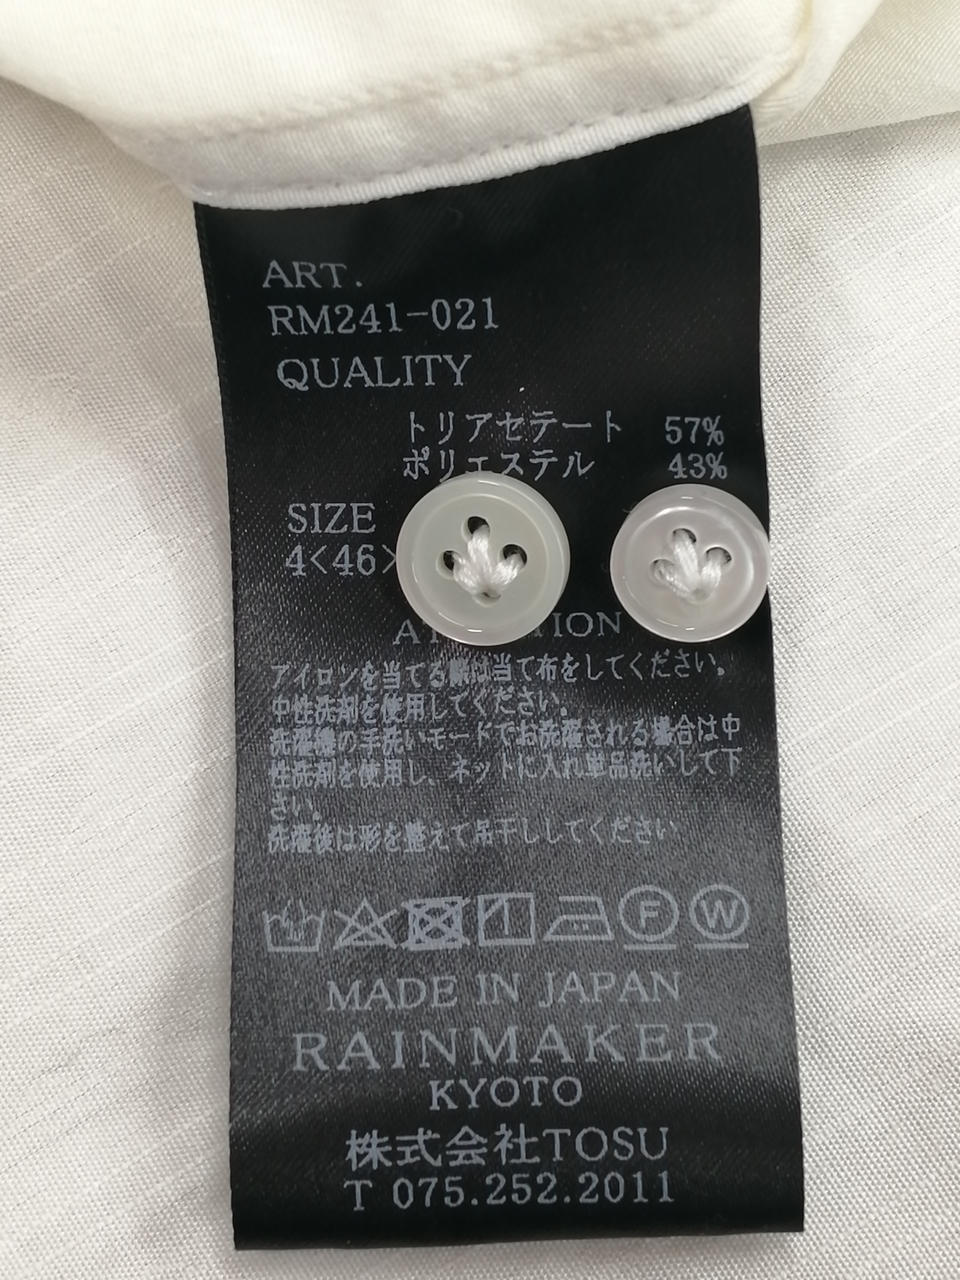 ART.
RM241-021
QUALITY
トリアセテート 57%
ポリエステル 43%
SIZE
4<46>
ATTENTION
アイロンを当てる際は当て布をしてください。
中性洗剤を使用してください。
洗濯機の手洗いモードでお洗濯される場合は中
性洗剤を使用し、ネットに入れ単品洗いして下
さい。
洗濯後は形を整えて吊干ししてください
F W
MADE IN JAPAN
RAINMAKER
KYOTO
株式会社TOSU
T 075.252.2011